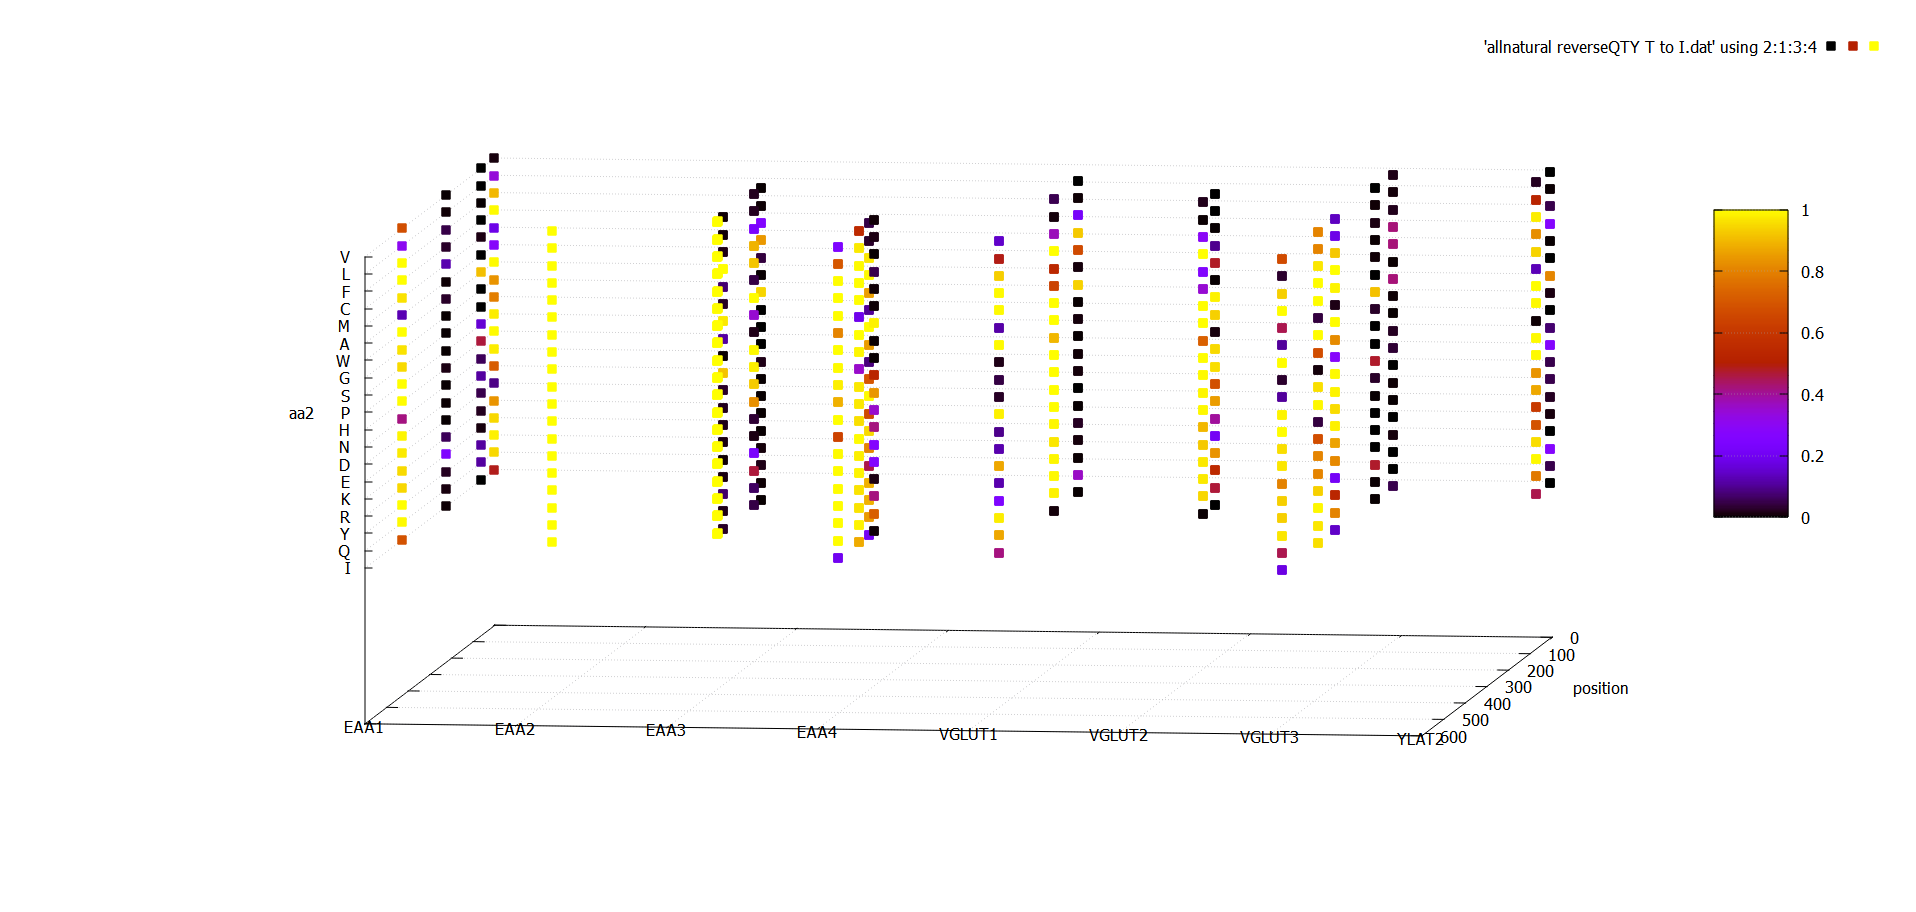 'allnatural reverseQTY T to I.dat' using 2:1:3:4
V
L
F
C
M
A
W
G
S
P
H
N
D
E
K
R
Y
Q
I
aa2
1
0.8
0.6
0.4
0.2
0
0
100
200
300
400
500
600
position
EAA1
EAA2
EAA3
EAA4
VGLUT1
VGLUT2
VGLUT3
YLAT2